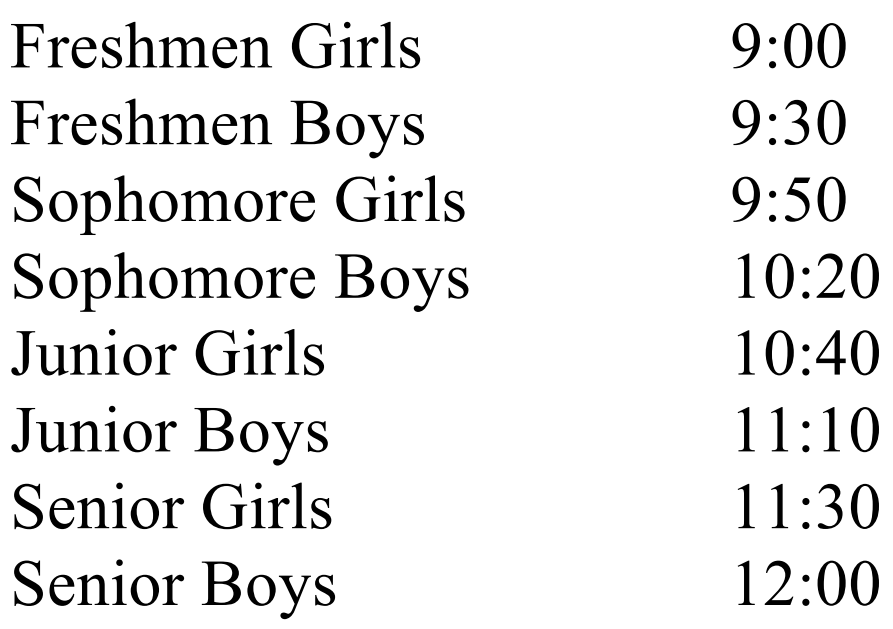 Freshmen Girls 9:00
Freshmen Boys 9:30
Sophomore Girls 9:50
Sophomore Boys 10:20
Junior Girls 10:40
Junior Boys 11:10
Senior Girls 11:30
Senior Boys 12:00